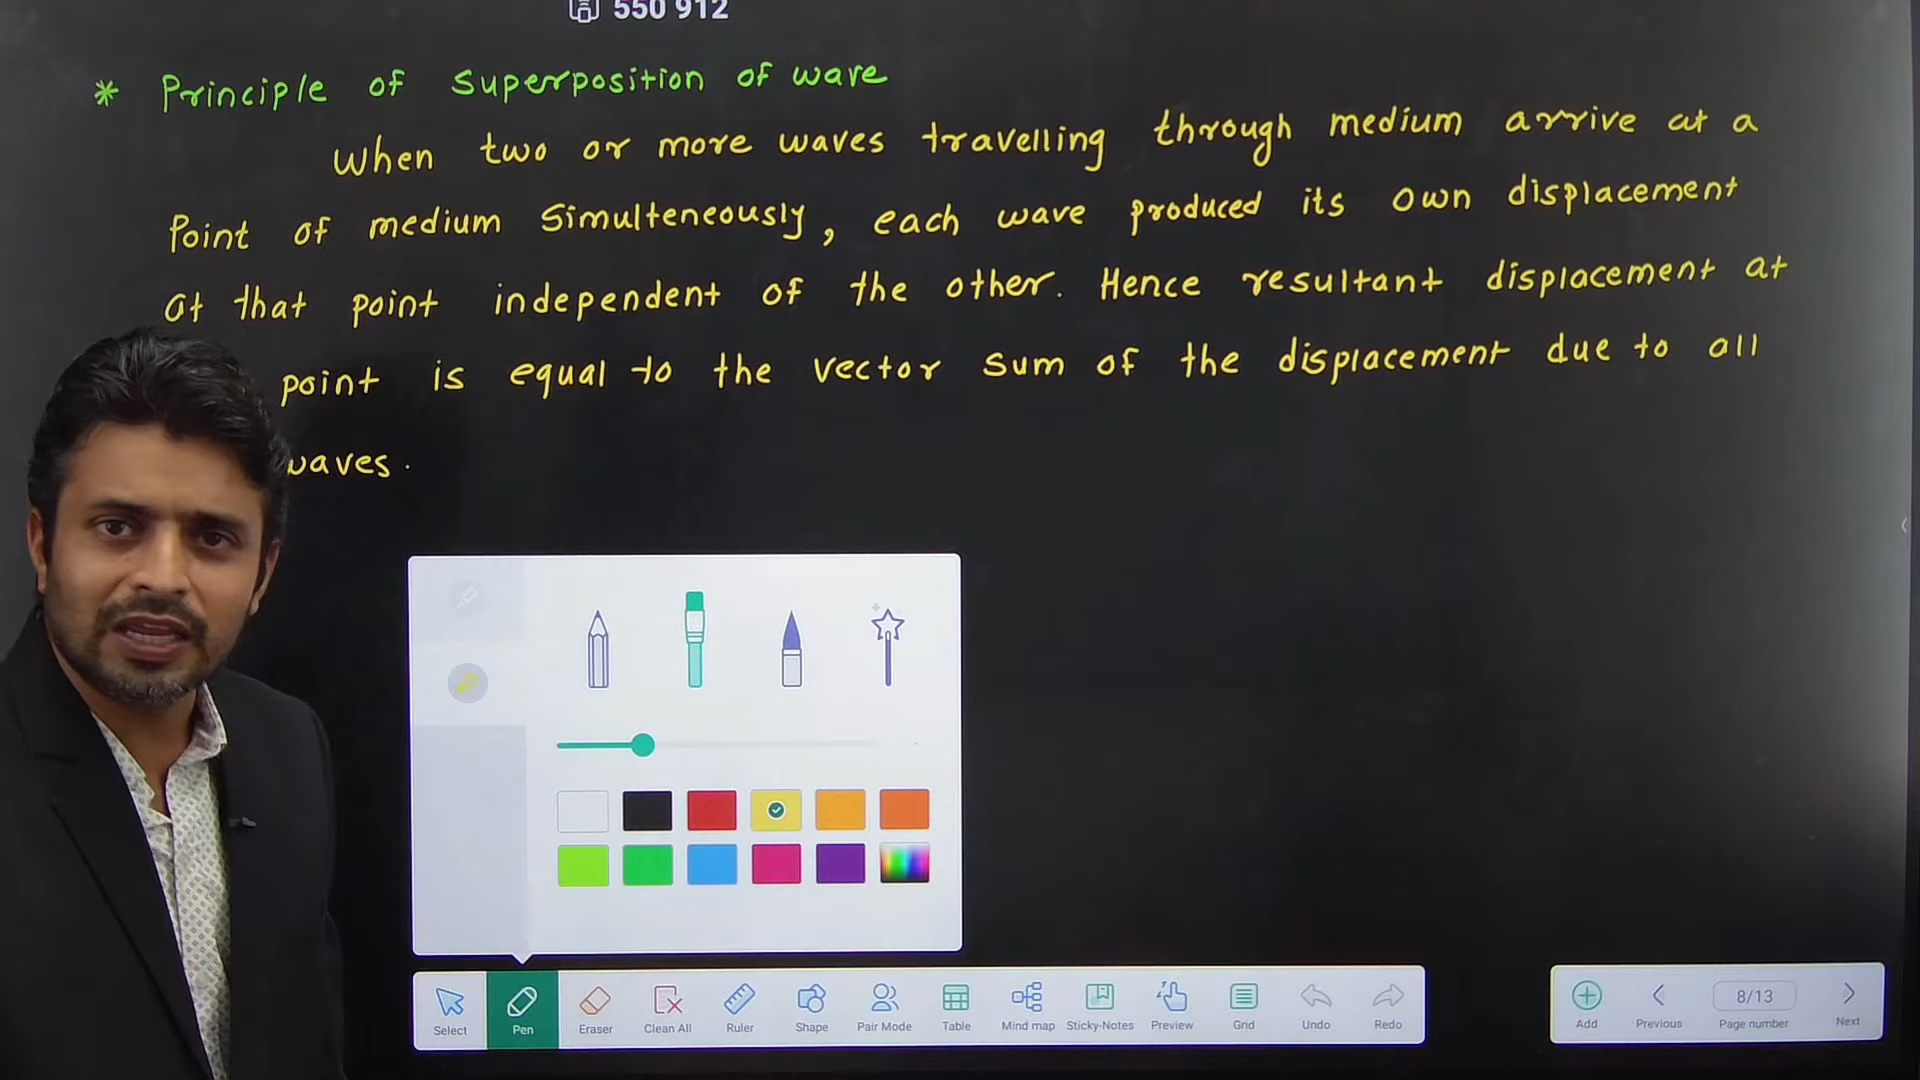 550 912
* Principle of superposition of wave
When two or more waves travelling through medium arrive at a
Point of medium Simulteneously, each wave produced its own displacement
at that point independent of the other. Hence resultant displacement at
point is equal to the vector sum of the displacement due to all
waves.
Select Pen Eraser Clean All Ruler Shape Pair Mode Table Mind map Sticky-Notes Preview Grid Undo Redo
Add Previous 8/13 Page number Next